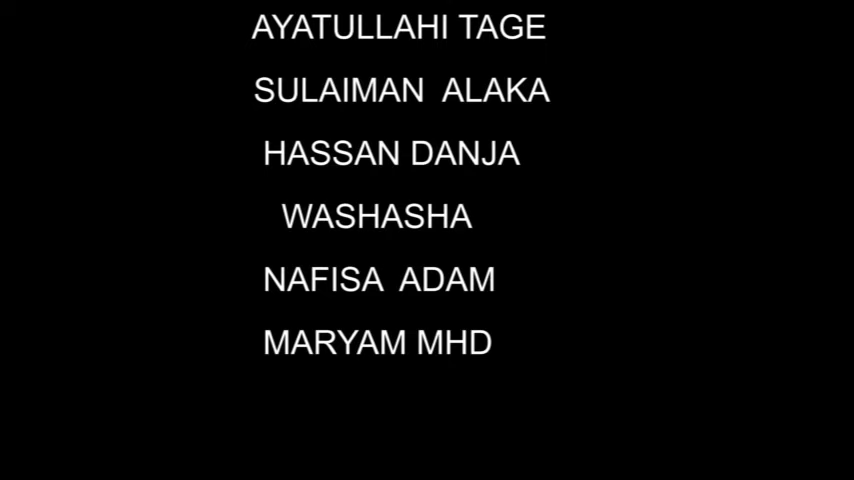 AYATULLAHI TAGE
SULAIMAN ALAKA
HASSAN DANJA
WASHASHA
NAFISA ADAM
MARYAM MHD